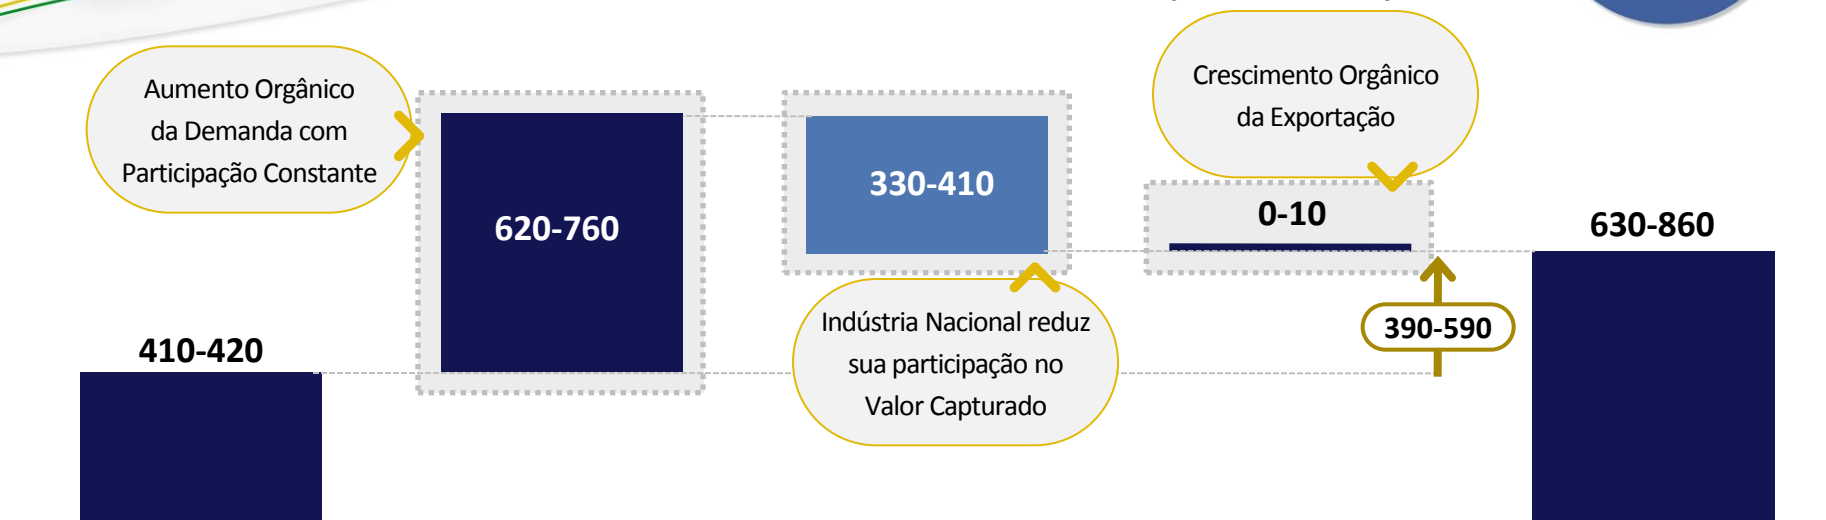 Aumento Orgânico
da Demanda com
Participação Constante
Crescimento Orgânico
da Exportação
330-410
620-760
0-10
630-860
Indústria Nacional reduz
sua participação no
Valor Capturado
390-590
410-420